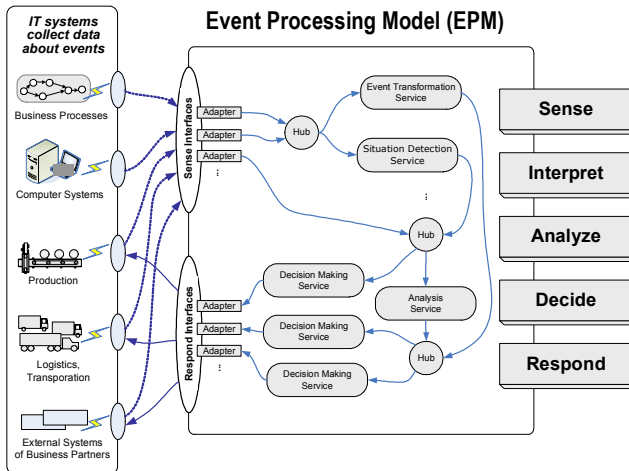 IT systems
collect data
about events
Event Processing Model (EPM)
Business Processes
Computer Systems
Production
Logistics,
Transporation
External Systems
of Business Partners
Sense Interfaces
Adapter
Adapter
Adapter
...
Hub
Event Transformation
Service
Situation Detection
Service
...
Hub
Analysis
Service
Hub
Decision Making
Service
Decision Making
Service
Decision Making
Service
Respond Interfaces
Adapter
Adapter
Adapter
...
Sense
Interpret
Analyze
Decide
Respond